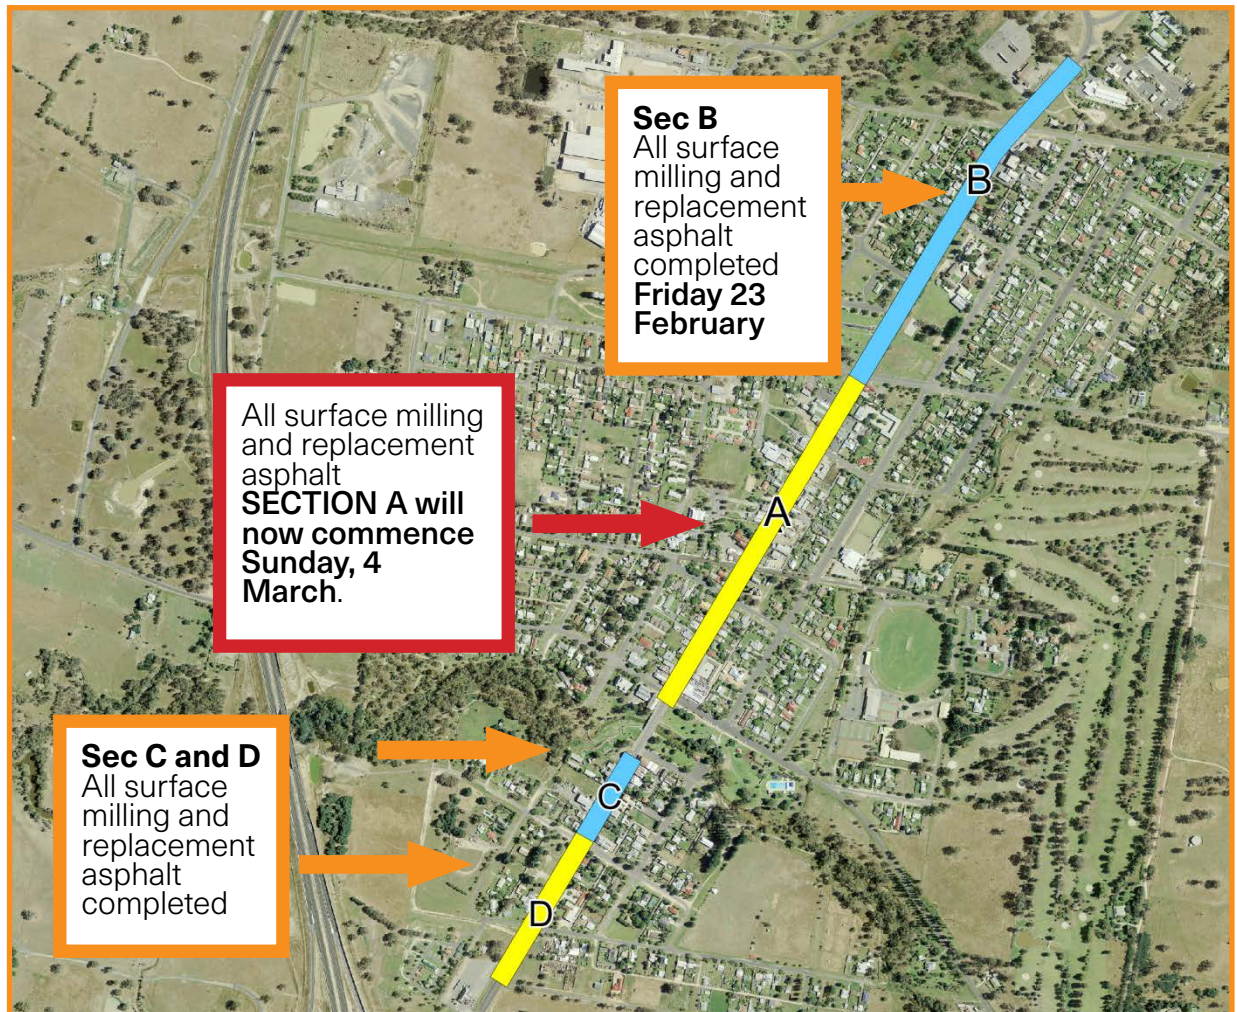 Sec B
All surface
milling and
replacement
asphalt
completed
Friday 23
February
B
All surface milling
and replacement
asphalt
SECTION A will
now commence
Sunday, 4
March.
A
Sec C and D
All surface
milling and
replacement
asphalt
completed
C
D